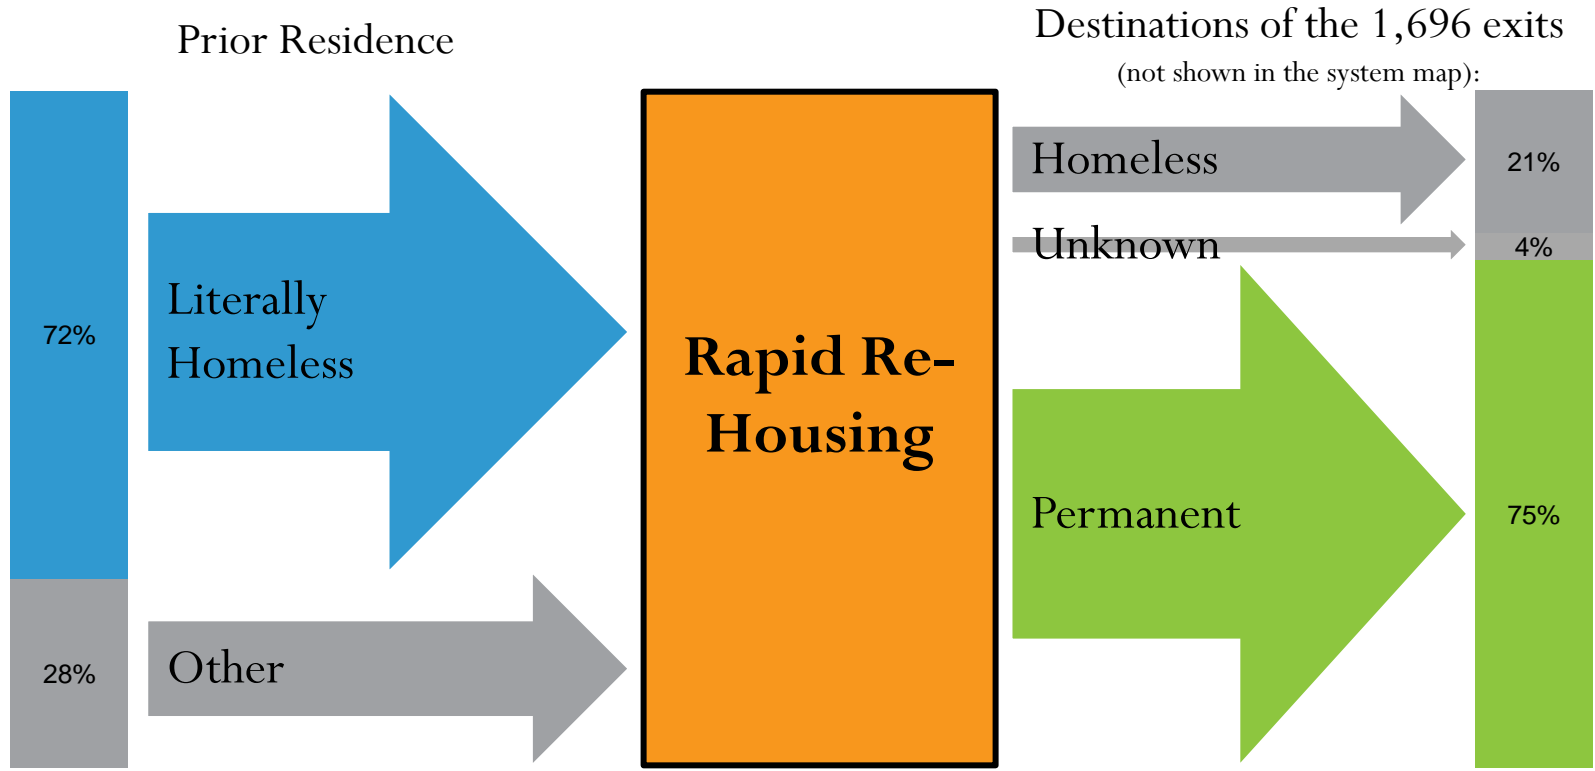 Prior Residence
Destinations of the 1,696 exits
(not shown in the system map):
72%
Literally
Homeless
28%
Other
Rapid Re-
Housing
Homeless
21%
Unknown
4%
Permanent
75%